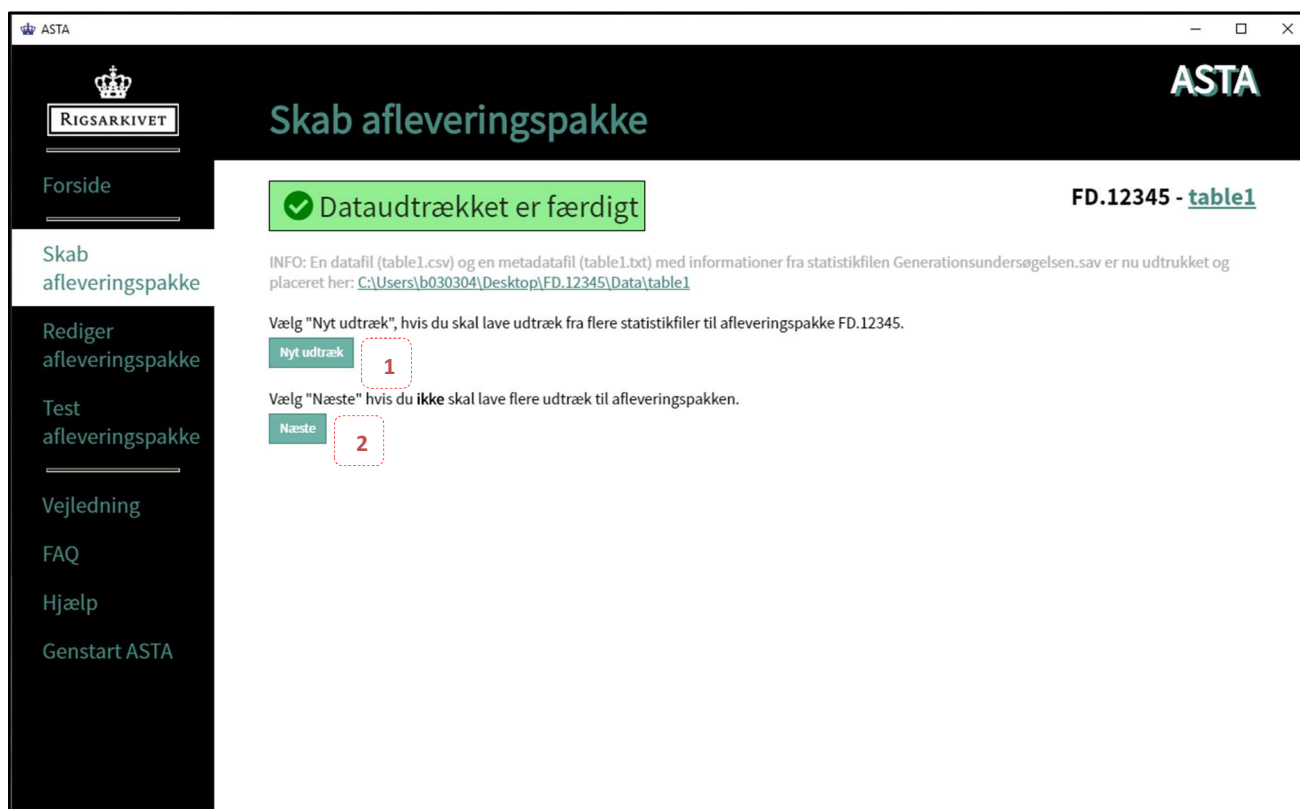 ASTA
RIGSARKIVET
Skab afleveringspakke
ASTA
Forside
Skab
afleveringspakke
Rediger
afleveringspakke
Test
afleveringspakke
Vejledning
FAQ
Hjælp
Genstart ASTA
Dataudtrækket er færdigt
FD.12345 - table1
INFO: En datafil (table1.csv) og en metadatafil (table1.txt) med informationer fra statistikfilen Generationsundersøgelsen.sav er nu udtrukket og
placeret her: C:\Users\b030304\Desktop\FD.12345\Data\table1
Vælg "Nyt udtræk", hvis du skal lave udtræk fra flere statistikfiler til afleveringspakke FD.12345.
Nyt udtræk
1
Vælg "Næste" hvis du ikke skal lave flere udtræk til afleveringspakken.
Næste
2